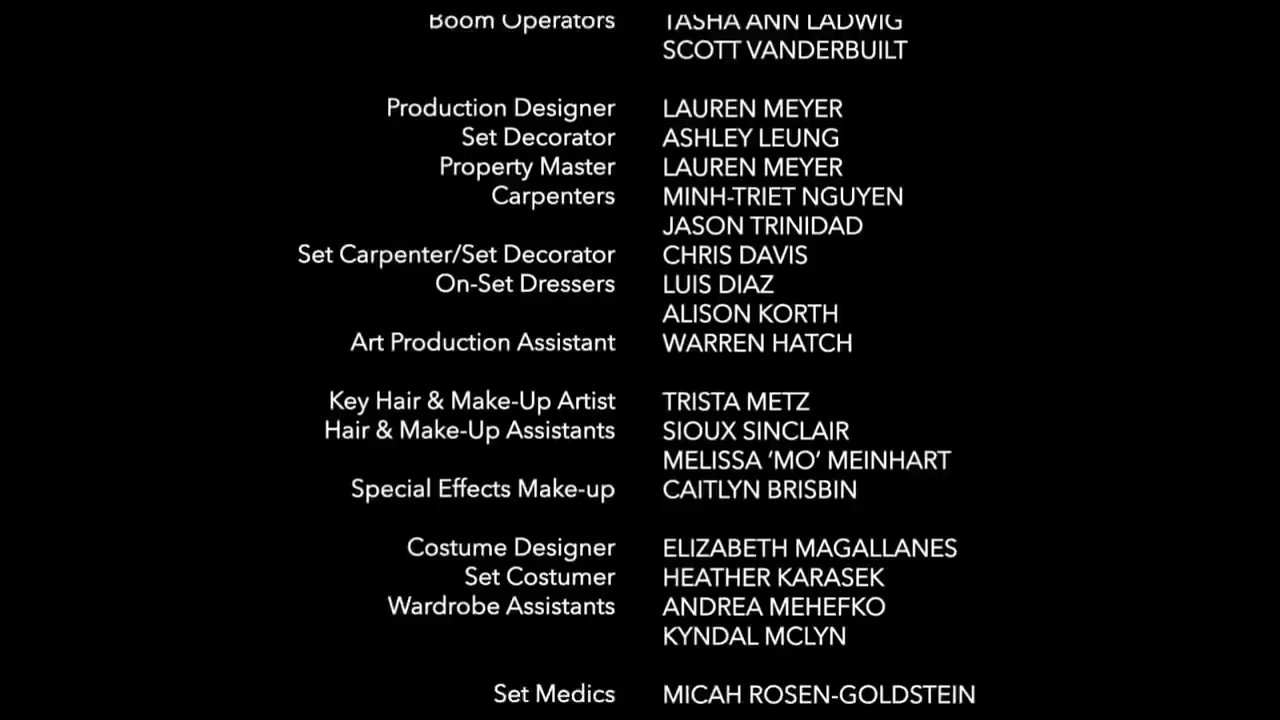 Boom Operators TASHA ANN LADWIG
SCOTT VANDERBUILT
Production Designer LAUREN MEYER
Set Decorator ASHLEY LEUNG
Property Master LAUREN MEYER
Carpenters MINH-TRIET NGUYEN
JASON TRINIDAD
Set Carpenter/Set Decorator CHRIS DAVIS
On-Set Dressers LUIS DIAZ
ALISON KORTH
Art Production Assistant WARREN HATCH
Key Hair & Make-Up Artist TRISTA METZ
Hair & Make-Up Assistants SIOUX SINCLAIR
MELISSA ’MO’ MEINHART
Special Effects Make-up CAITLYN BRISBIN
Costume Designer ELIZABETH MAGALLANES
Set Costumer HEATHER KARASEK
Wardrobe Assistants ANDREA MEHEFKO
KYNDAL MCLYN
Set Medics MICAH ROSEN-GOLDSTEIN